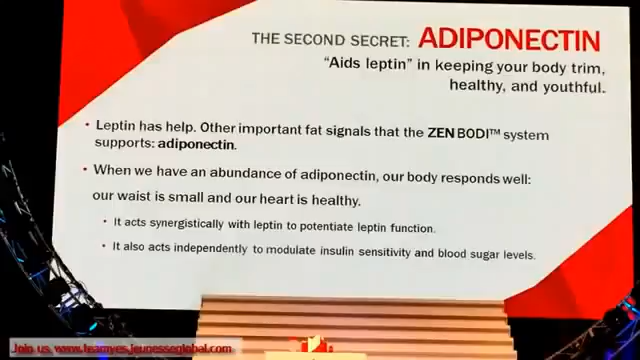 THE SECOND SECRET: ADIPONECTIN
"Aids leptin" in keeping your body trim,
healthy, and youthful.
• Leptin has help. Other important fat signals that the ZENBODI™ system
supports: adiponectin.
• When we have an abundance of adiponectin, our body responds well:
our waist is small and our heart is healthy.
• It acts synergistically with leptin to potentiate leptin function.
• It also acts independently to modulate insulin sensitivity and blood sugar levels.
Join us, www.teamyes.jeunesseglobal.com